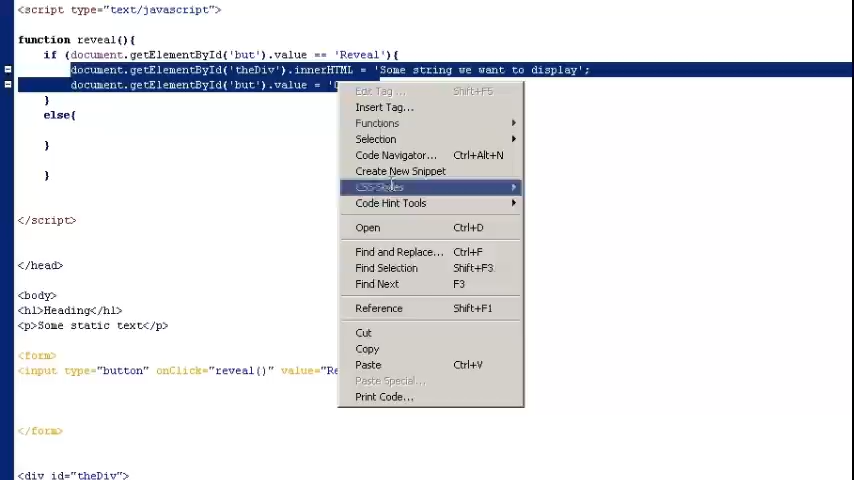 <script type="text/javascript">
function reveal(){
if (document.getElementById('but').value == 'Reveal'){
document.getElementById('theDiv').innerHTML = 'Some string we want to display';
document.getElementById('but').value =
}
else{
}
}
</script>
</head>
<body>
<h1>Heading</h1>
<p>Some static text</p>
<form>
<input type="button" onClick="reveal()" value="Re
</form>
<div id="theDiv">
Edit Tag... Shift+F5
Insert Tag...
Functions
Selection
Code Navigator... Ctrl+Alt+N
Create New Snippet
CSS Styles
Code Hint Tools
Open Ctrl+D
Find and Replace... Ctrl+F
Find Selection Shift+F3
Find Next F3
Reference Shift+F1
Cut
Copy
Paste Ctrl+V
Paste Special...
Print Code...